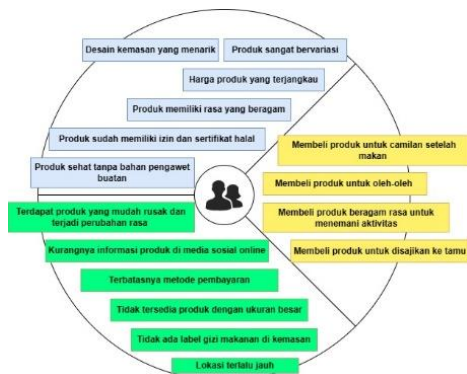 Desain kemasan yang menarik
Produk sangat bervariasi
Harga produk yang terjangkau
Produk memiliki rasa yang beragam
Produk sudah memiliki izin dan sertifikat halal
Produk sehat tanpa bahan pengawet
buatan
Membeli produk untuk camilan setelah
makan
Membeli produk untuk oleh-oleh
Membeli produk beragam rasa untuk
menemani aktivitas
Membeli produk untuk disajikan ke tamu
Terdapat produk yang mudah rusak dan
terjadi perubahan rasa
Kurangnya informasi produk di media sosial online
Terbatasnya metode pembayaran
Tidak tersedia produk dengan ukuran besar
Tidak ada label gizi makanan di kemasan
Lokasi terlalu jauh